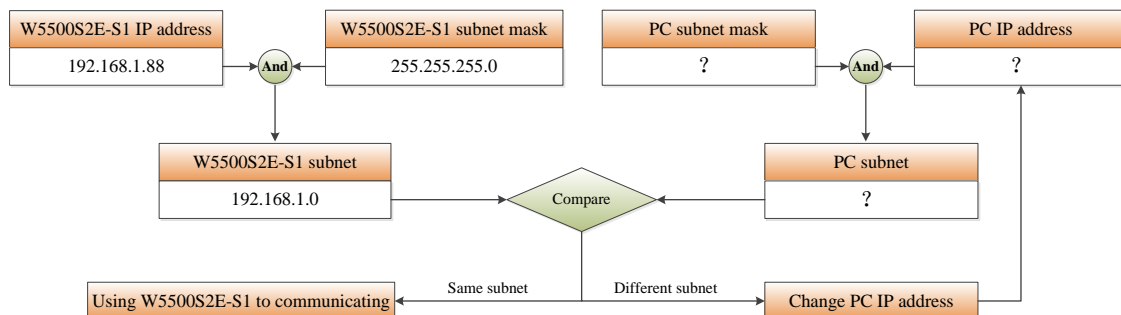 W5500S2E-S1 IP address
192.168.1.88
And
W5500S2E-S1 subnet mask
255.255.255.0
PC subnet mask
?
And
PC IP address
?
W5500S2E-S1 subnet
192.168.1.0
Compare
PC subnet
?
Using W5500S2E-S1 to communicating
Same subnet
Different subnet
Change PC IP address